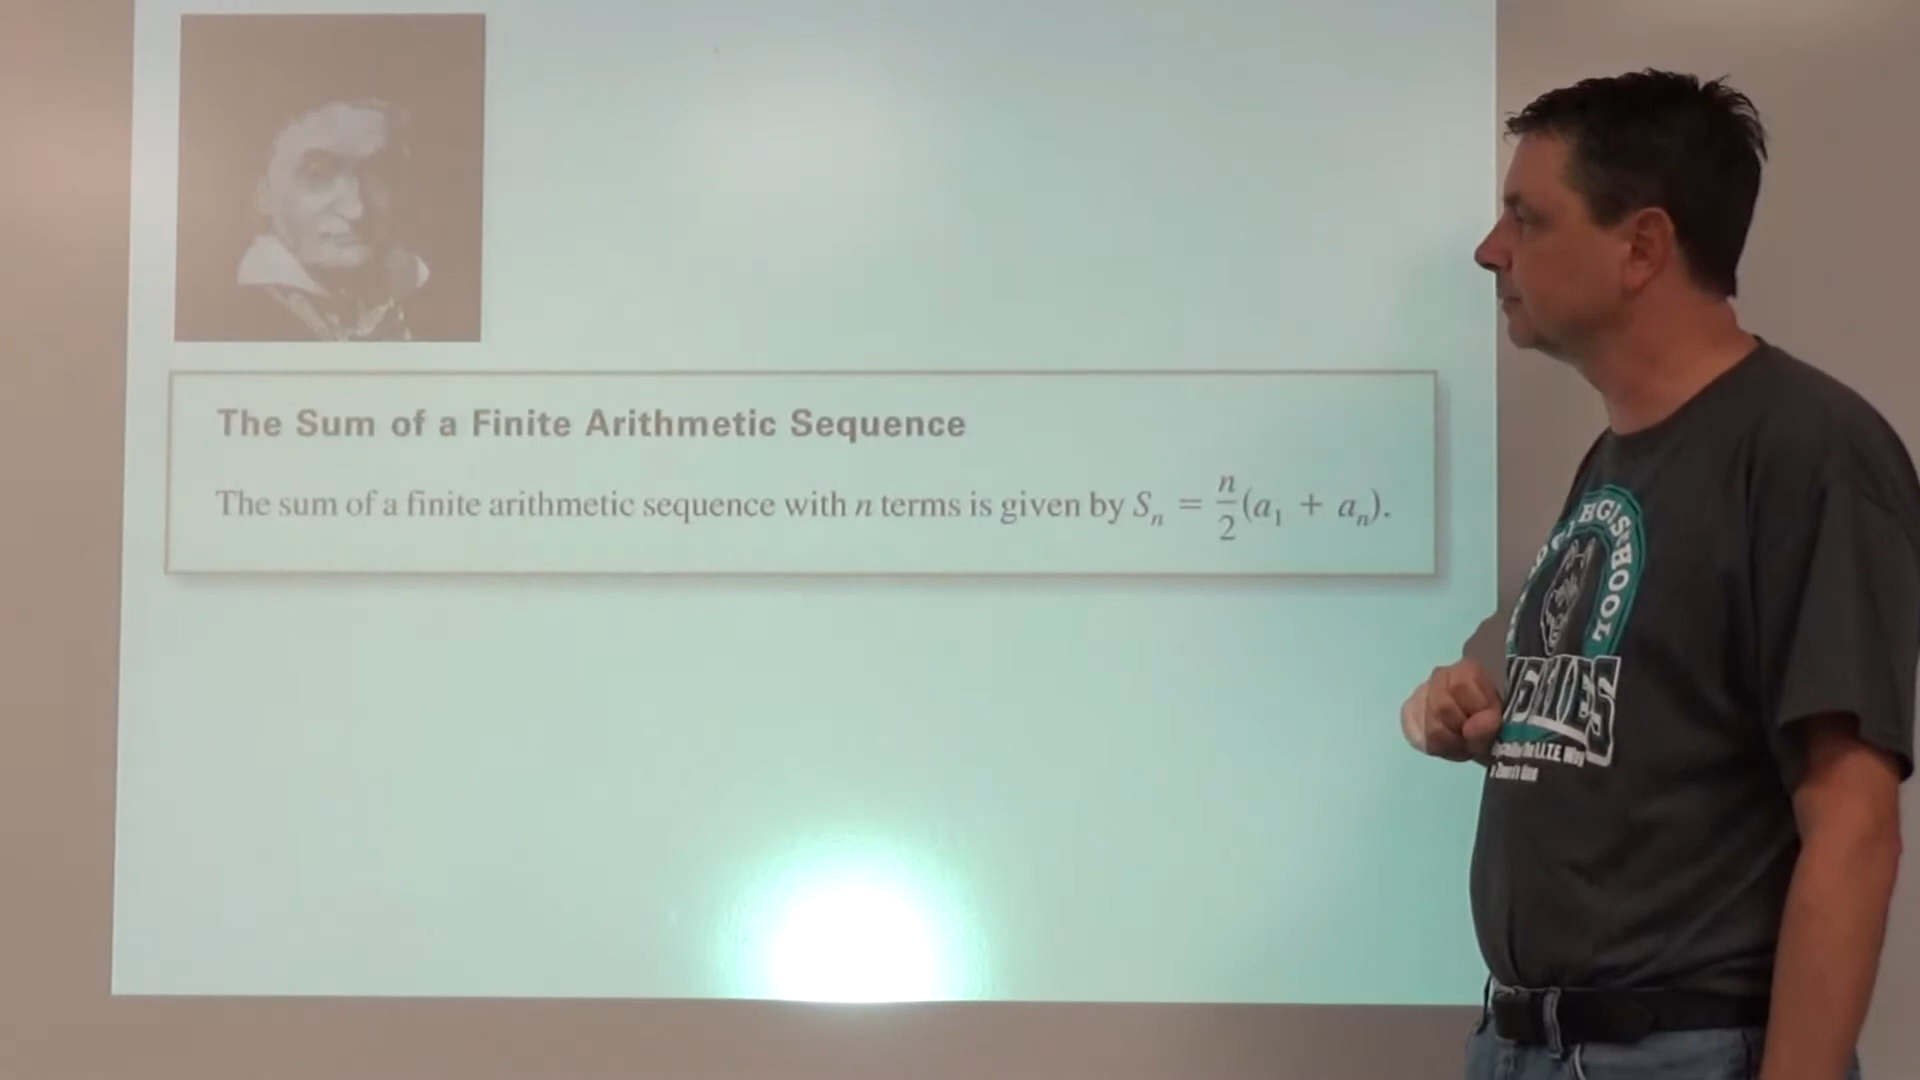 The Sum of a Finite Arithmetic Sequence
The sum of a finite arithmetic sequence with n terms is given by Sₙ = n/2(a₁ + aₙ).